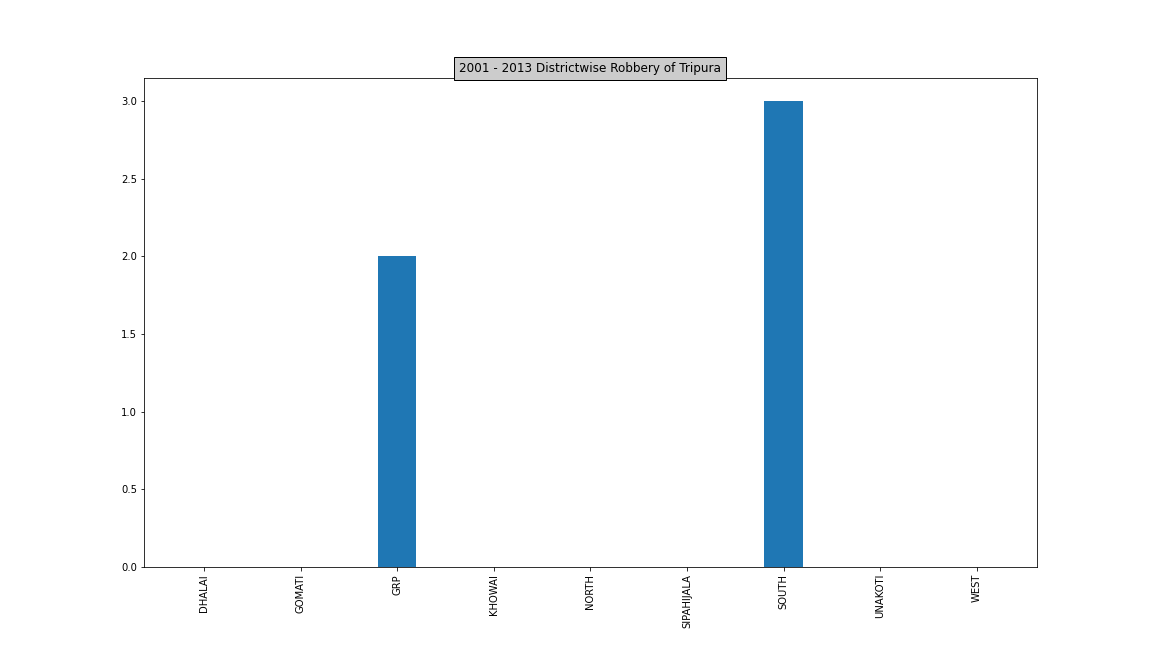 2001 - 2013 Districtwise Robbery of Tripura
3.0
2.5
2.0
1.5
1.0
0.5
0.0
DHALAI
GOMATI
GRP
KHOWAI
NORTH
SIPAHIJALA
SOUTH
UNAKOTI
WEST